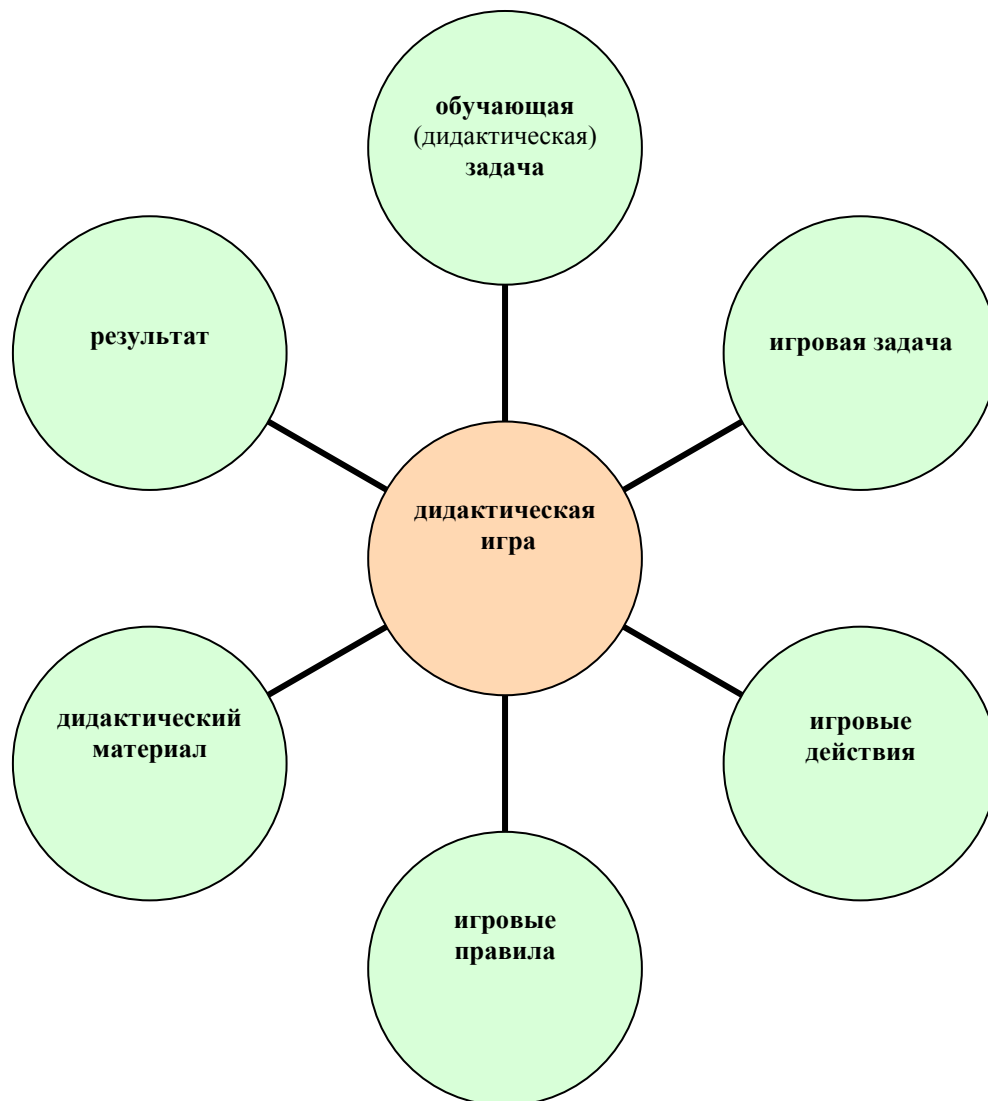 обучающая
(дидактическая)
задача
результат
игровая задача
дидактическая
игра
дидактический
материал
игровые
действия
игровые
правила